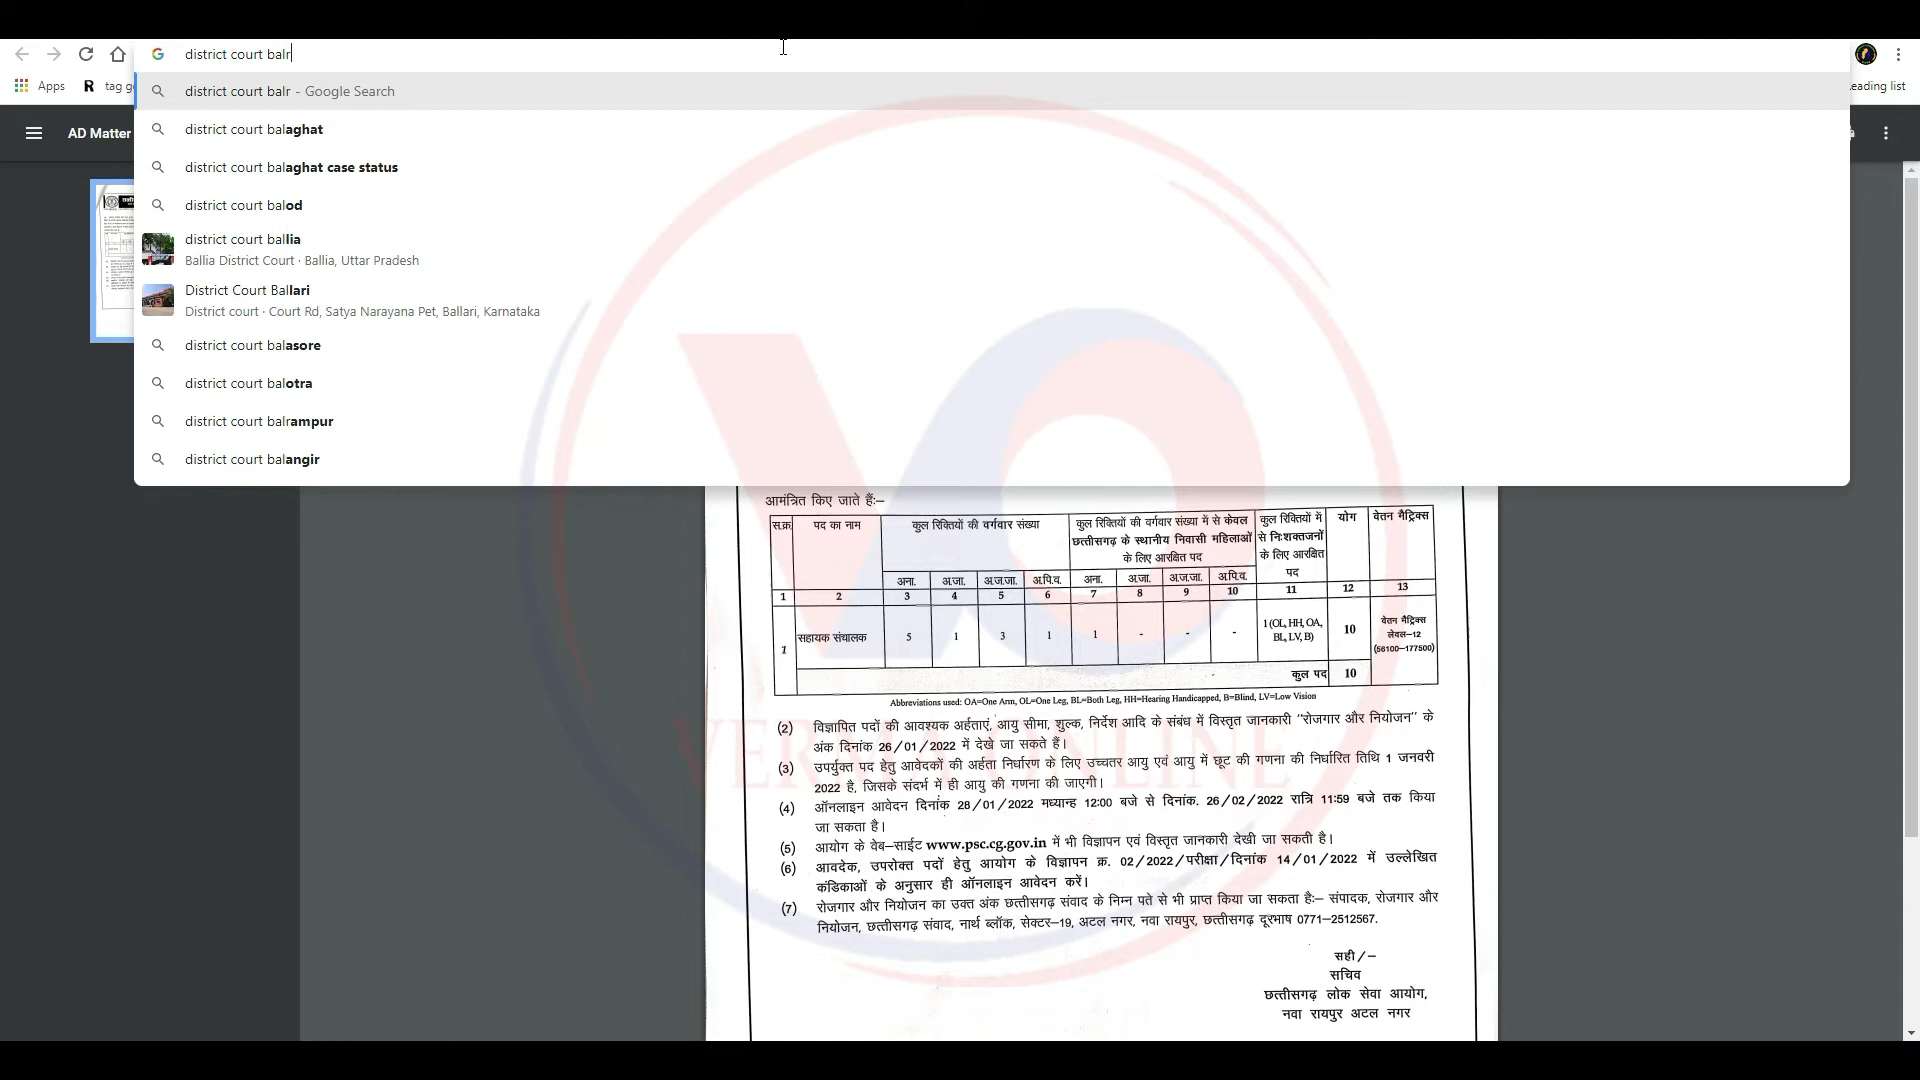 district court balr
Apps
tag g
eading list
district court balr - Google Search
district court balaghat
AD Matter
district court balaghat case status
district court balod
district court ballia
Ballia District Court · Ballia, Uttar Pradesh
District Court Ballari
District court · Court Rd, Satya Narayana Pet, Ballari, Karnataka
district court balasore
district court balotra
district court balrampur
district court balangir
आमंत्रित किए जाते हैं:–
स.क्र. पद का नाम कुल रिक्तियों की वर्गवार संख्या कुल रिक्तियों की वर्गवार संख्या में से केवल छत्तीसगढ़ के स्थानीय निवासी महिलाओं के लिए आरक्षित पद कुल रिक्तियों में से निःशक्तजनों के लिए आरक्षित पद योग वेतन मैट्रिक्स
अना. अ.जा. अ.ज.जा. अ.पि.व. अना. अ.जा. अ.ज.जा. अ.पि.व.
1 2 3 4 5 6 7 8 9 10 11 12 13
1 सहायक संचालक 5 1 3 1 1 - - - 1 (OL, HH, OA, BL, LV, B) 10 वेतन मैट्रिक्स लेवल–12 (56100–177500)
कुल पद 10
Abbreviations used: OA=One Arm, OL=One Leg, BL=Both Leg, HH=Hearing Handicapped, B=Blind, LV=Low Vision
(2) विज्ञापित पदों की आवश्यक अर्हताएं, आयु सीमा, शुल्क, निर्देश आदि के संबंध में विस्तृत जानकारी "रोजगार और नियोजन" के
अंक दिनांक 26/01/2022 में देखे जा सकते हैं।
(3) उपर्युक्त पद हेतु आवेदकों की अर्हता निर्धारण के लिए उच्चतर आयु एवं आयु में छूट की गणना की निर्धारित तिथि 1 जनवरी
2022 है, जिसके संदर्भ में ही आयु की गणना की जाएगी।
(4) ऑनलाइन आवेदन दिनांक 28/01/2022 मध्यान्ह 12:00 बजे से दिनांक. 26/02/2022 रात्रि 11:59 बजे तक किया
जा सकता है।
(5) आयोग के वेब–साईट www.psc.cg.gov.in में भी विज्ञापन एवं विस्तृत जानकारी देखी जा सकती है।
(6) आवदेक, उपरोक्त पदों हेतु आयोग के विज्ञापन क्र. 02/2022/परीक्षा/दिनांक 14/01/2022 में उल्लेखित
कंडिकाओं के अनुसार ही ऑनलाइन आवेदन करें।
(7) रोजगार और नियोजन का उक्त अंक छत्तीसगढ़ संवाद के निम्न पते से भी प्राप्त किया जा सकता है:– संपादक, रोजगार और
नियोजन, छत्तीसगढ़ संवाद, नार्थ ब्लॉक, सेक्टर–19, अटल नगर, नवा रायपुर, छत्तीसगढ़ दूरभाष 0771–2512567.
सही/–
सचिव
छत्तीसगढ़ लोक सेवा आयोग,
नवा रायपुर अटल नगर
VERMA ONLINE